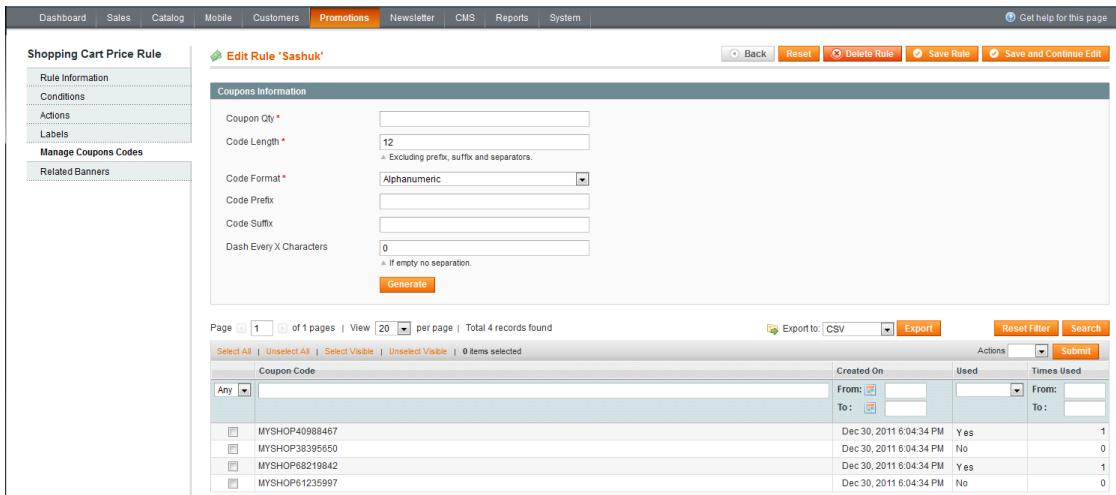 Dashboard Sales Catalog Mobile Customers Promotions Newsletter CMS Reports System Get help for this page
Shopping Cart Price Rule
Rule Information
Conditions
Actions
Labels
Manage Coupons Codes
Related Banners
Edit Rule 'Sashuk' Back Reset Delete Rule Save Rule Save and Continue Edit
Coupons Information
Coupon Qty *
Code Length * 12
Excluding prefix, suffix and separators.
Code Format * Alphanumeric
Code Prefix
Code Suffix
Dash Every X Characters 0
If empty no separation.
Generate
Page 1 of 1 pages | View 20 per page | Total 4 records found Export to: CSV Export Reset Filter Search
Select All | Unselect All | Select Visible | Unselect Visible | 0 items selected Actions Submit
Coupon Code Created On Used Times Used
Any From: From:
To : To :
MYSHOP40988467 Dec 30, 2011 6:04:34 PM Yes 1
MYSHOP38395650 Dec 30, 2011 6:04:34 PM No 0
MYSHOP68219842 Dec 30, 2011 6:04:34 PM Yes 1
MYSHOP61235997 Dec 30, 2011 6:04:34 PM No 0